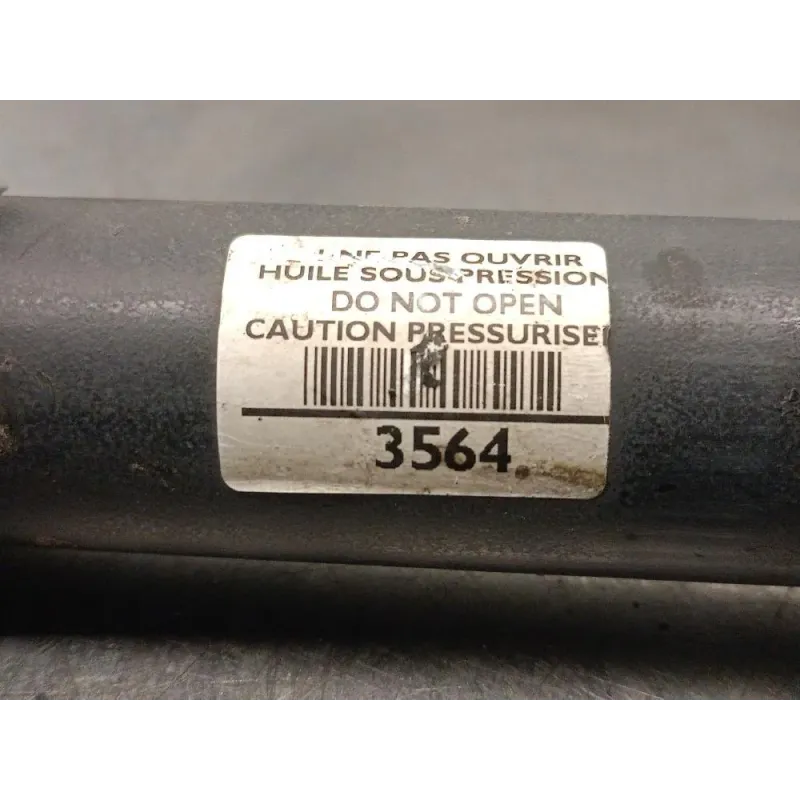 NE PAS OUVRIR
HUILE SOUS PRESSION
DO NOT OPEN
CAUTION PRESSURISE
3564